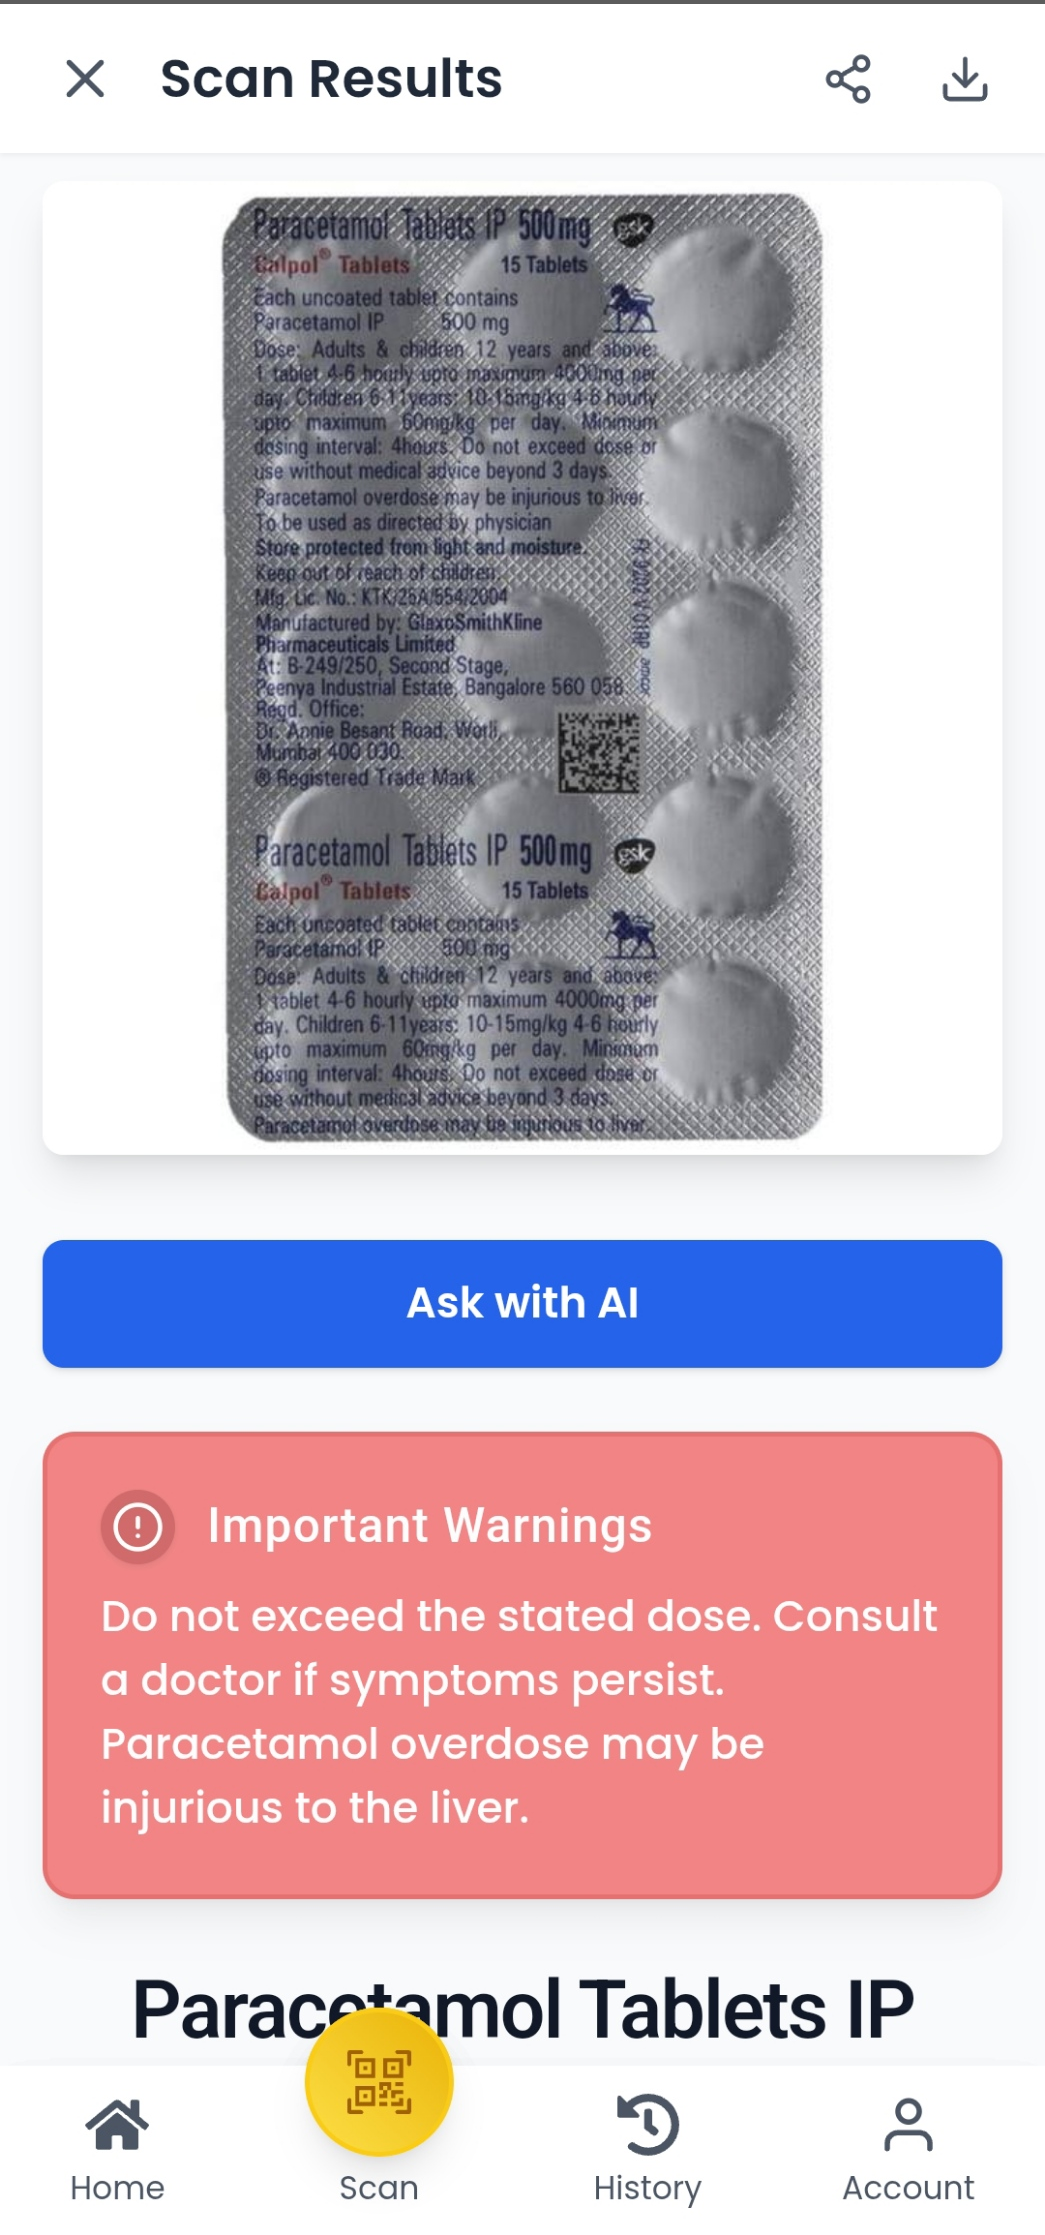 Scan Results
Paracetamol Tablets IP 500mg gsk
Calpol® Tablets 15 Tablets
Each uncoated tablet contains
Paracetamol IP 500 mg
Dose: Adults & children 12 years and above:
1 tablet 4-6 hourly upto maximum 4000mg per
day. Children 6-11years: 10-15mg/kg 4-6 hourly
upto maximum 60mg/kg per day. Minimum
dosing interval: 4hours. Do not exceed dose or
use without medical advice beyond 3 days.
Paracetamol overdose may be injurious to liver.
To be used as directed by physician
Store protected from light and moisture.
Keep out of reach of children.
Mfg. Lic. No.: KTK/28A/554/2004
Manufactured by: GlaxoSmithKline
Pharmaceuticals Limited
At: B-249/250, Second Stage,
Peenya Industrial Estate, Bangalore 560 058.
Regd. Office:
Dr. Annie Besant Road, Worli,
Mumbai 400 030.
® Registered Trade Mark
Paracetamol Tablets IP 500mg gsk
Calpol® Tablets 15 Tablets
Each uncoated tablet contains
Paracetamol IP 500 mg
Dose: Adults & children 12 years and above:
1 tablet 4-6 hourly upto maximum 4000mg per
day. Children 6-11years: 10-15mg/kg 4-6 hourly
upto maximum 60mg/kg per day. Minimum
dosing interval: 4hours. Do not exceed dose or
use without medical advice beyond 3 days.
Paracetamol overdose may be injurious to liver.
Ask with AI
Important Warnings
Do not exceed the stated dose. Consult
a doctor if symptoms persist.
Paracetamol overdose may be
injurious to the liver.
Paracetamol Tablets IP
Home Scan History Account